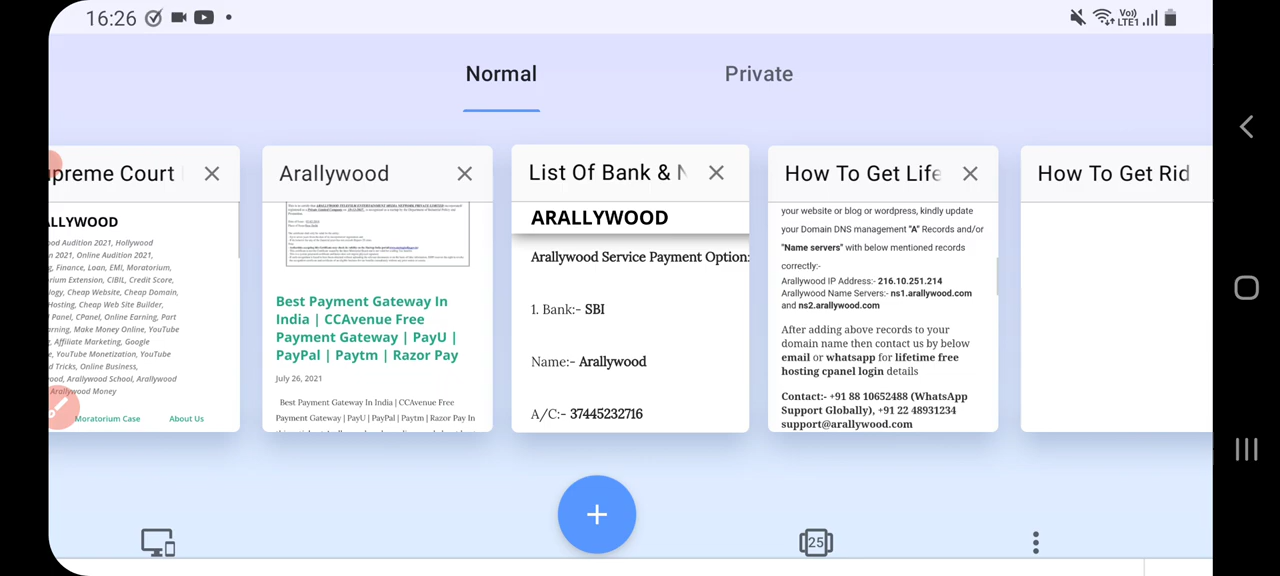 16:26
Vo))
LTE1
Normal
Private
preme Court
ALLYWOOD
ood Audition 2021, Hollywood
n 2021, Online Audition 2021,
g, Finance, Loan, EMI, Moratorium,
rium Extension, CIBIL, Credit Score,
logy, Cheap Website, Cheap Domain,
Hosting, Cheap Web Site Builder,
Panel, CPanel, Online Earning, Part
arning, Make Money Online, YouTube
g, Affiliate Marketing, Google
e, YouTube Monetization, YouTube
d Tricks, Online Business,
ood, Arallywood School, Arallywood
Arallywood Money
Moratorium Case About Us
Arallywood
Best Payment Gateway In
India | CCAvenue Free
Payment Gateway | PayU |
PayPal | Paytm | Razor Pay
July 26, 2021
Best Payment Gateway In India | CCAvenue Free
Payment Gateway | PayU | PayPal | Paytm | Razor Pay In
List Of Bank & N
ARALLYWOOD
Arallywood Service Payment Option:
1. Bank:- SBI
Name:- Arallywood
A/C:- 37445232716
How To Get Life
your website or blog or wordpress, kindly update
your Domain DNS management "A" Records and/or
"Name servers" with below mentioned records
correctly:-
Arallywood IP Address:- 216.10.251.214
Arallywood Name Servers:- ns1.arallywood.com
and ns2.arallywood.com
After adding above records to your
domain name then contact us by below
email or whatsapp for lifetime free
hosting cpanel login details
Contact:- +91 88 10652488 (WhatsApp
Support Globally), +91 22 48931234
support@arallywood.com
How To Get Rid
25